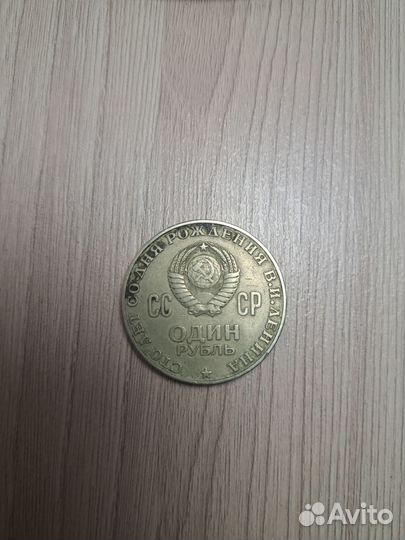 СТО ЛЕТ СО ДНЯ РОЖДЕНИЯ В.И.ЛЕНИНА
СС СР
ОДИН
РУБЛЬ
Avito